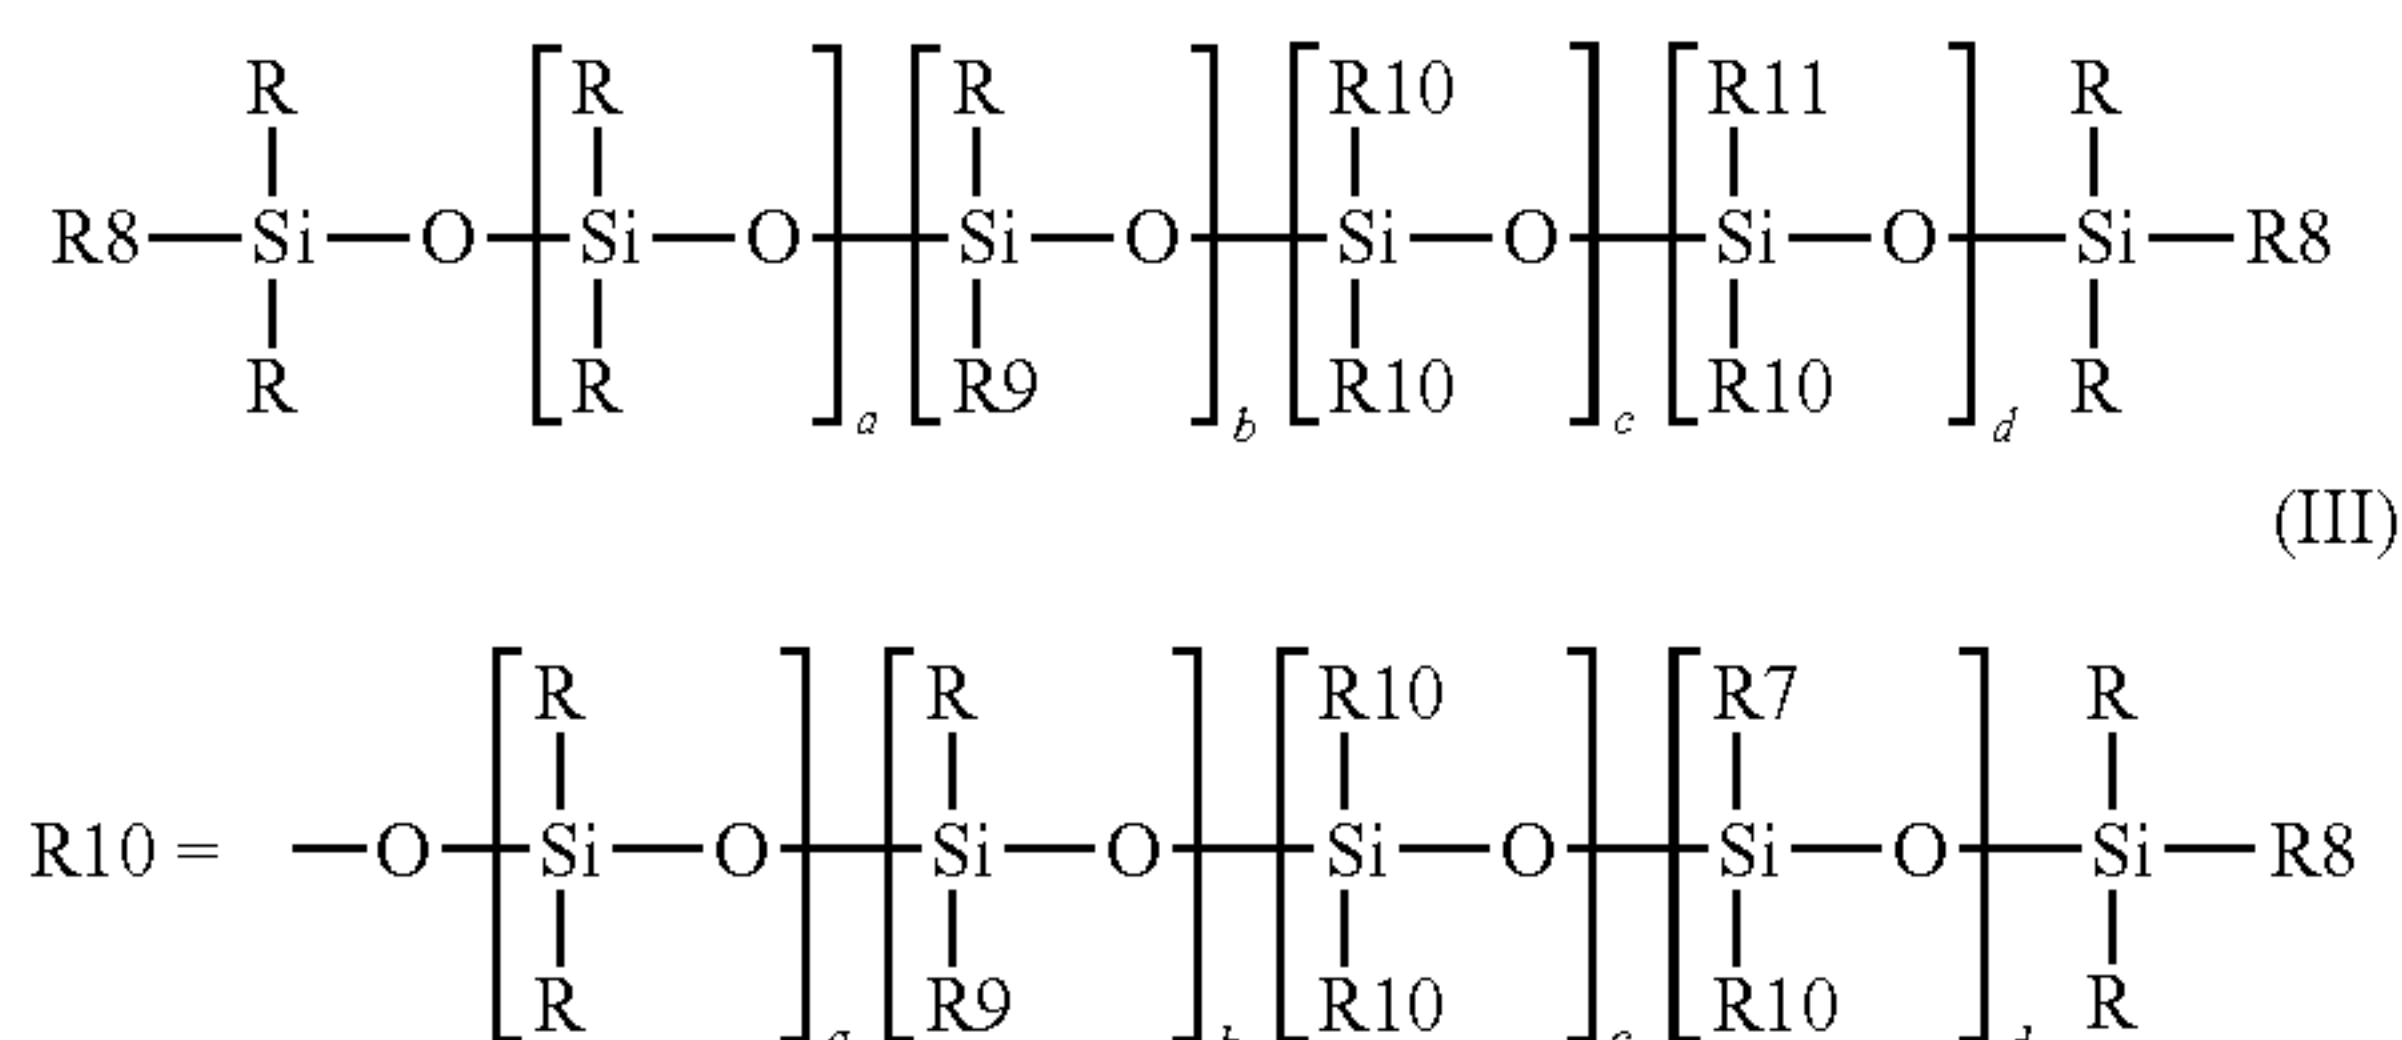 R R R R10 R11 R
R8—Si—O—[Si—O]a—[Si—O]b—[Si—O]c—[Si—O]d—Si—R8
R R R9 R10 R10 R
(III)
R R R10 R7 R
R10 = —O—[Si—O]a—[Si—O]b—[Si—O]c—[Si—O]d—Si—R8
R R9 R10 R10 R